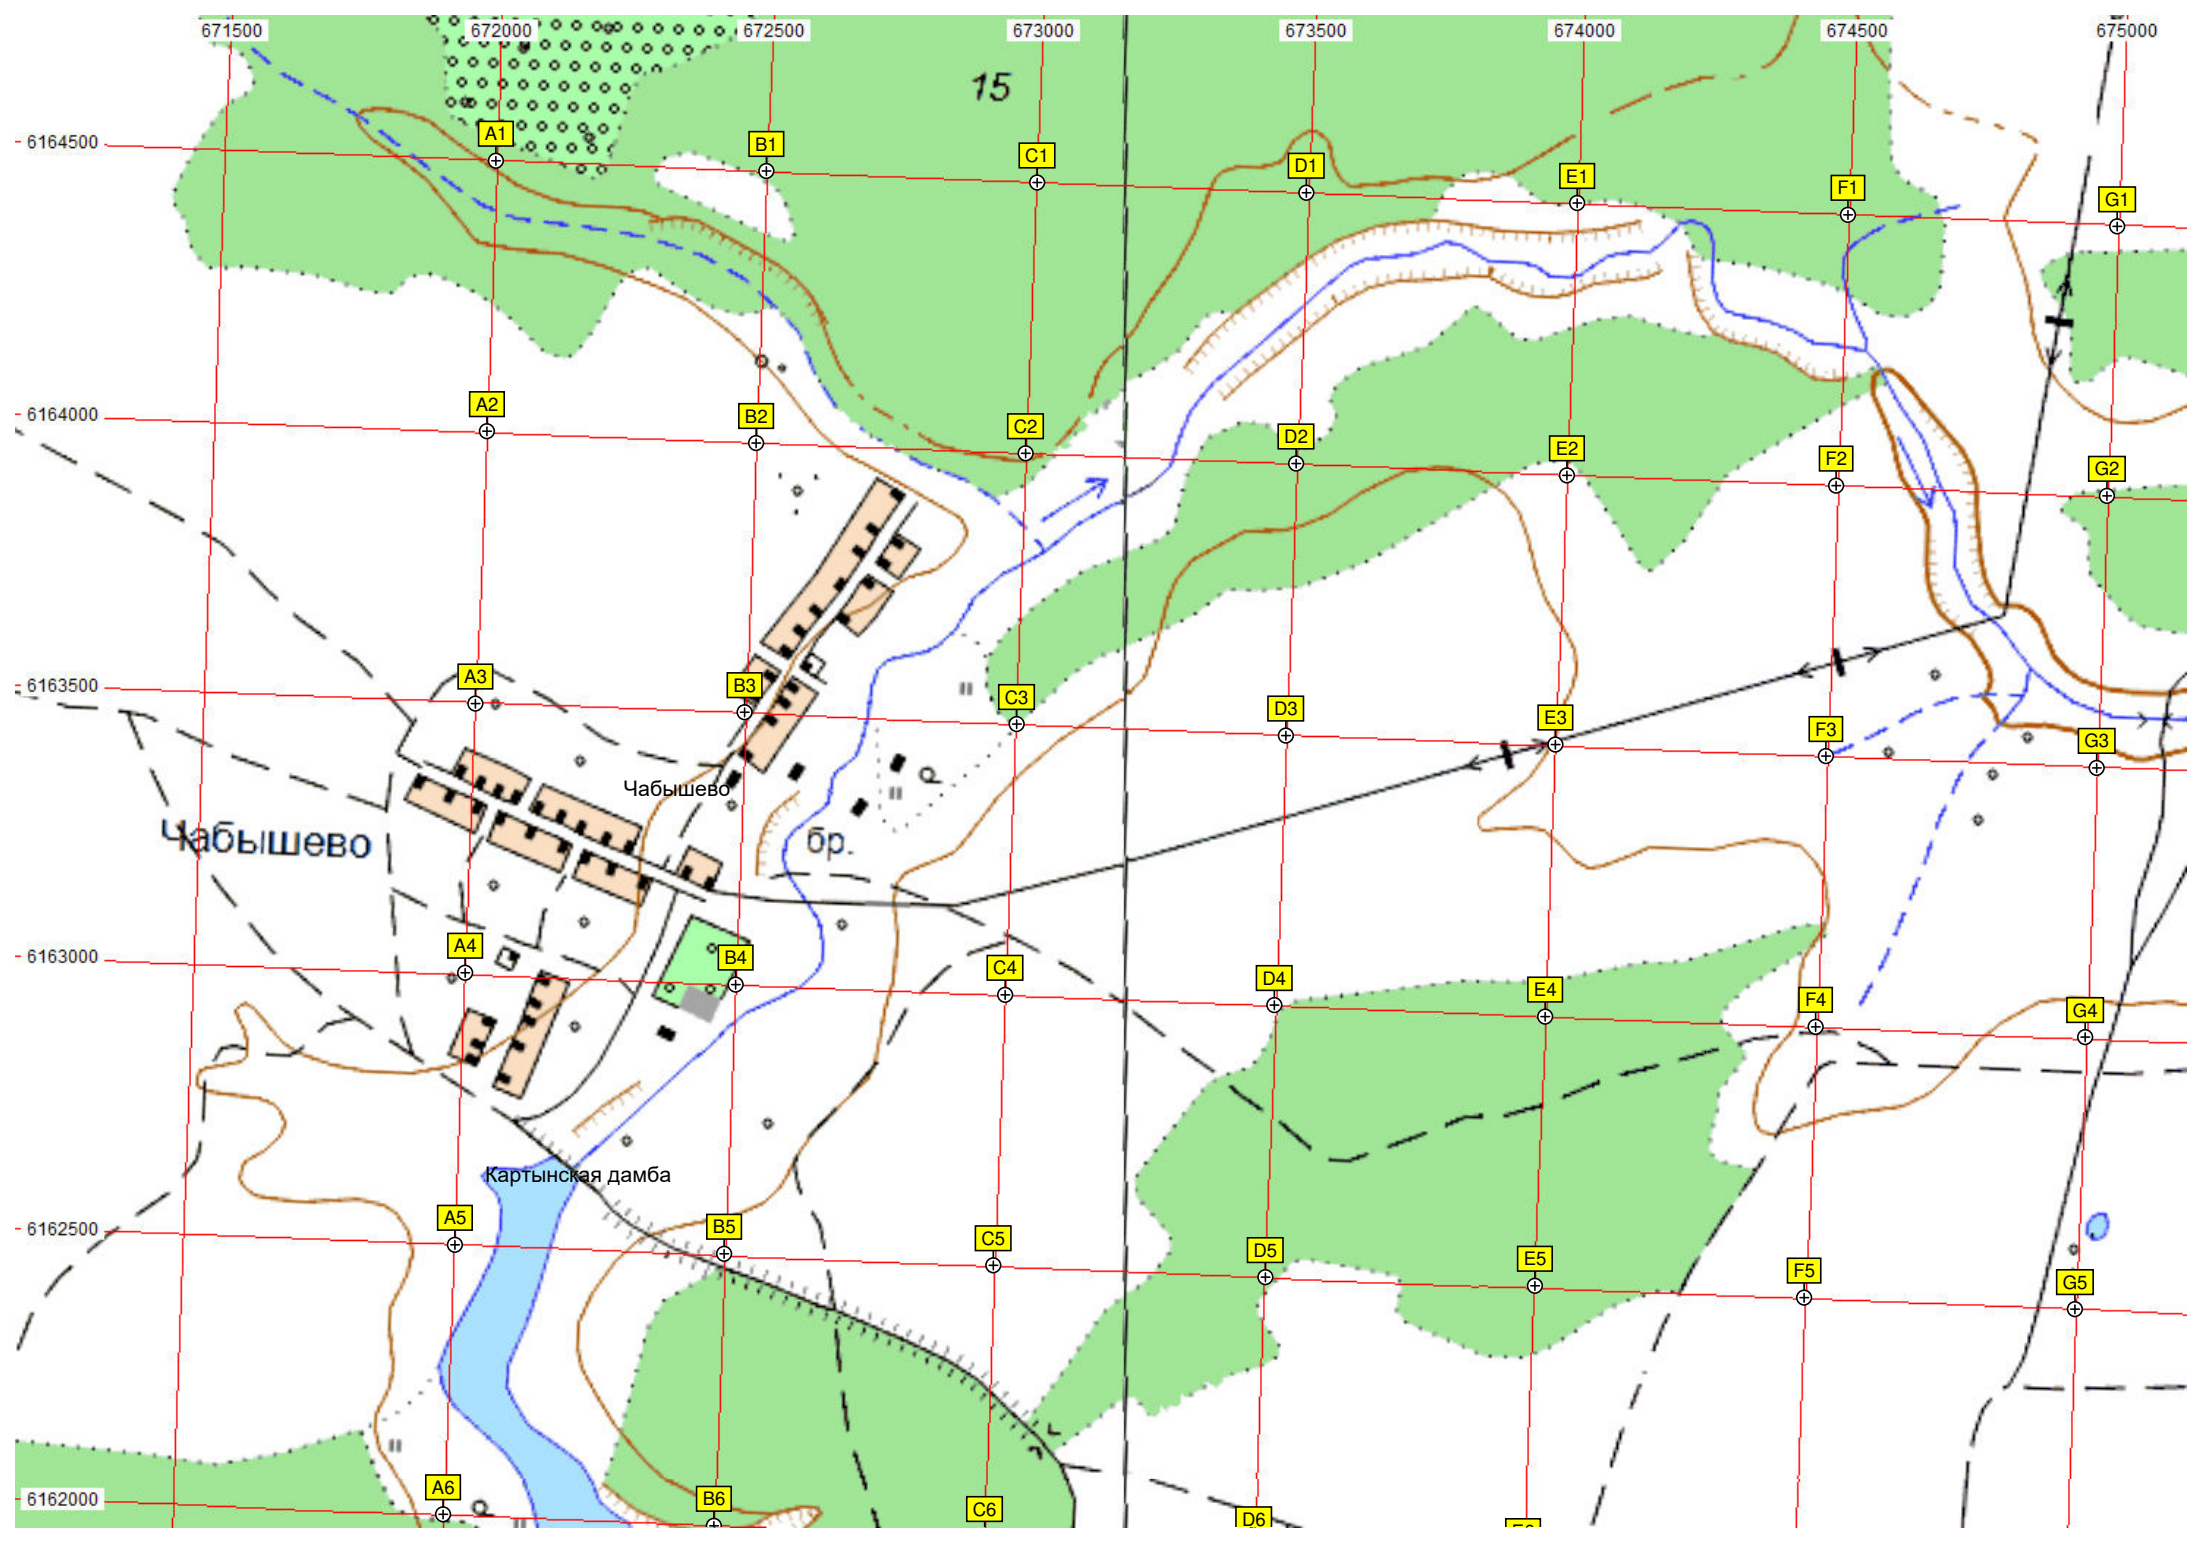 671500 672000 672500 673000 673500 674000 674500 675000
15
6164500
A1 B1 C1 D1 E1 F1 G1
6164000
A2 B2 C2 D2 E2 F2 G2
6163500
A3 B3 C3 D3 E3 F3 G3
Чабышево
Чабышево
бр.
6163000
A4 B4 C4 D4 E4 F4 G4
Картынская дамба
6162500
A5 B5 C5 D5 E5 F5 G5
6162000
A6 B6 C6 D6